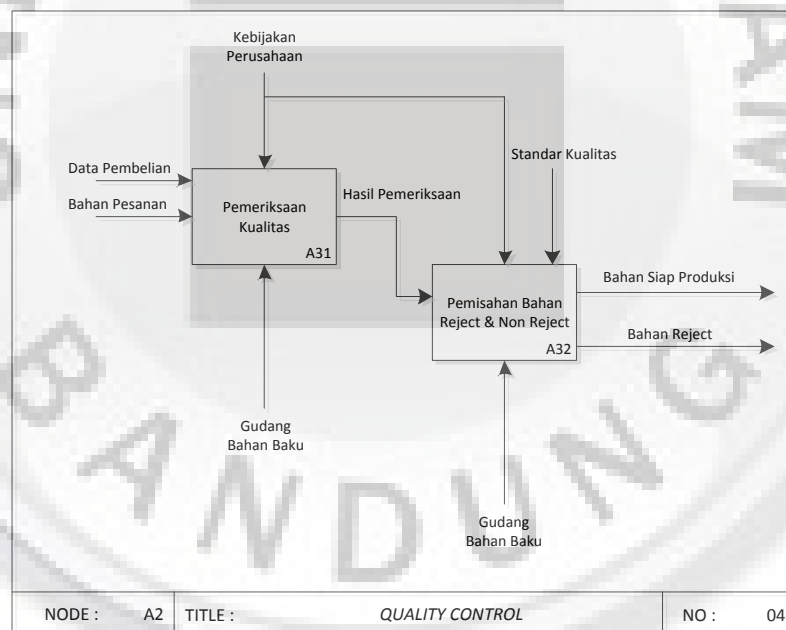 Kebijakan
Perusahaan
Standar Kualitas
Data Pembelian
Bahan Pesanan
Pemeriksaan
Kualitas
A31
Hasil Pemeriksaan
Pemisahan Bahan
Reject & Non Reject
A32
Bahan Siap Produksi
Bahan Reject
Gudang
Bahan Baku
Gudang
Bahan Baku
BANDUNG
NODE : A2 TITLE : QUALITY CONTROL NO : 04